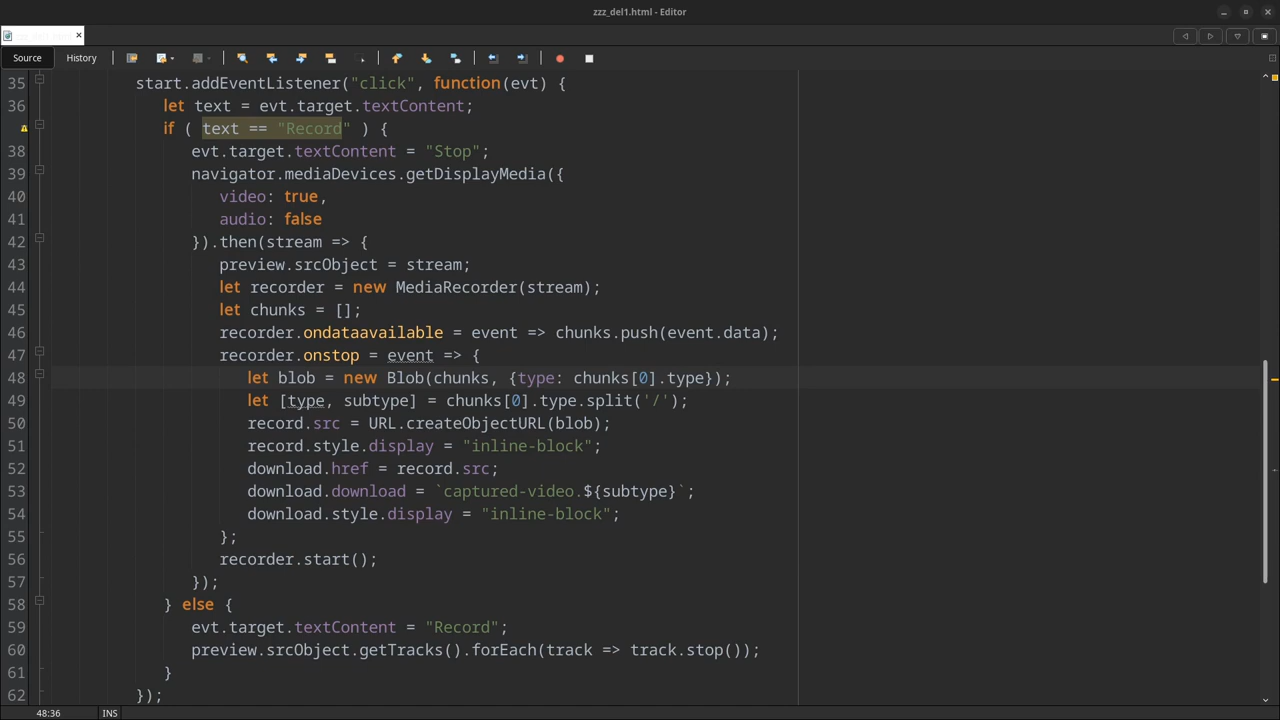 zzz_del1.html - Editor
Source History
35 start.addEventListener("click", function(evt) {
36 let text = evt.target.textContent;
if ( text == "Record" ) {
38 evt.target.textContent = "Stop";
39 navigator.mediaDevices.getDisplayMedia({
40 video: true,
41 audio: false
42 }).then(stream => {
43 preview.srcObject = stream;
44 let recorder = new MediaRecorder(stream);
45 let chunks = [];
46 recorder.ondataavailable = event => chunks.push(event.data);
47 recorder.onstop = event => {
48 let blob = new Blob(chunks, {type: chunks[0].type});
49 let [type, subtype] = chunks[0].type.split('/');
50 record.src = URL.createObjectURL(blob);
51 record.style.display = "inline-block";
52 download.href = record.src;
53 download.download = `captured-video.${subtype}`;
54 download.style.display = "inline-block";
55 };
56 recorder.start();
57 });
58 } else {
59 evt.target.textContent = "Record";
60 preview.srcObject.getTracks().forEach(track => track.stop());
61 }
62 });
48:36 INS